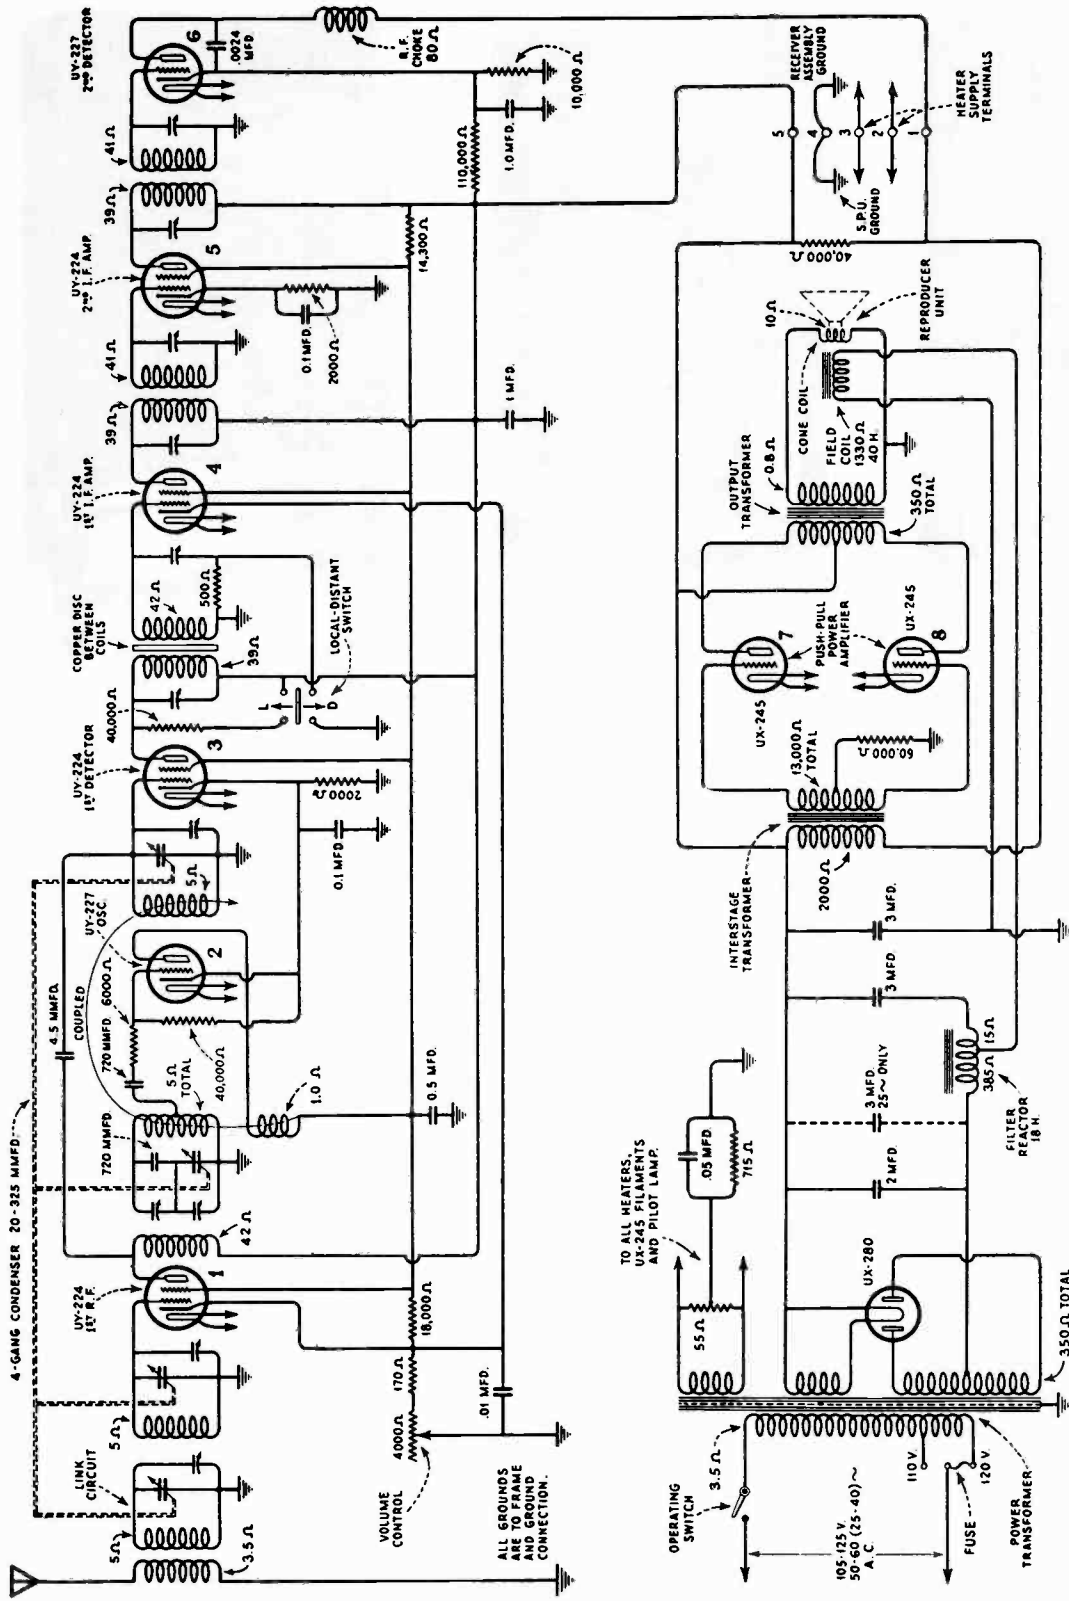 4-GANG CONDENSER 20-325 MMFD.
LINK
CIRCUIT
5Ω
3.5Ω
5Ω
UY-224
1ST R.F.
1
42Ω
4.5 MMFD.
COUPLED
720 MMFD.
720 MMFD.
6000Ω
5Ω
TOTAL
40,000Ω
1.0 Ω
UY-227
OSC.
2
5Ω
UY-224
1ST DETECTOR
3
2000 Ω
0.1 MFD.
40,000Ω
COPPER DISC
BETWEEN
COILS
39Ω
42Ω
500Ω
L
D
LOCAL-DISTANT
SWITCH
UY-224
1ST I.F. AMP.
4
39Ω
41Ω
1 MFD.
UY-224
2ND I.F. AMP.
5
0.1 MFD.
2000Ω
39Ω
41Ω
14,300Ω
UY-227
2ND DETECTOR
6
.0024
MFD.
R.F.
CHOKE
80Ω
110,000Ω
1.0 MFD.
10,000Ω
VOLUME
CONTROL
4000Ω
170Ω
18,000Ω
.01 MFD.
0.5 MFD.
ALL GROUNDS
ARE TO FRAME
AND GROUND
CONNECTION.
OPERATING
SWITCH
3.5Ω
105-125 V.
50-60 (25-40)~
A.C.
110 V.
120 V.
FUSE
POWER
TRANSFORMER
55Ω
TO ALL HEATERS,
UX-245 FILAMENTS
AND PILOT LAMP.
.05 MFD.
715 Ω
UX-280
350Ω TOTAL
2 MFD.
3 MFD.
25~ ONLY
3 MFD.
3 MFD.
385Ω
15Ω
FILTER
REACTOR
18 H.
INTERSTAGE
TRANSFORMER
2000Ω
13,000Ω
TOTAL
60,000Ω
UX-245
7
PUSH-PULL
POWER
AMPLIFIER
8
UX-245
OUTPUT
TRANSFORMER
0.8Ω
350Ω
TOTAL
CONE COIL
10Ω
FIELD
COIL
1330Ω
40 H.
REPRODUCER
UNIT
40,000Ω
S.P.U.
GROUND
RECEIVER
ASSEMBLY
GROUND
5
4
3
2
1
HEATER
SUPPLY
TERMINALS